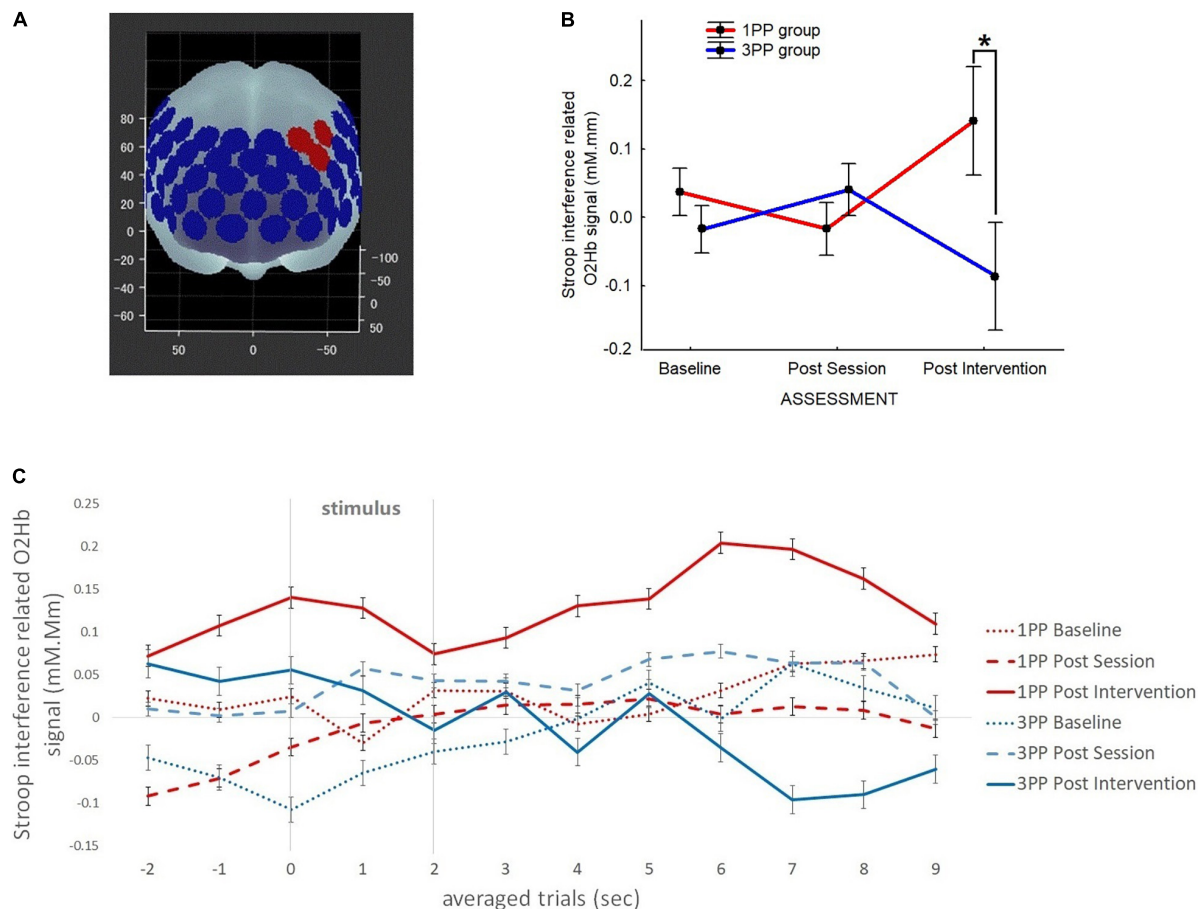 A
80
60
40
20
0
-20
-40
-60
-100
-50
0
50
50 0 -50
B
1PP group
3PP group
*
Stroop interference related
O2Hb signal (mM.mm)
0.2
0.1
0.0
-0.1
-0.2
Baseline Post Session Post Intervention
ASSESSMENT
C
stimulus
Stroop interference related O2Hb
signal (mM.Mm)
0.25
0.2
0.15
0.1
0.05
0
-0.05
-0.1
-0.15
-2 -1 0 1 2 3 4 5 6 7 8 9
averaged trials (sec)
1PP Baseline
1PP Post Session
1PP Post Intervention
3PP Baseline
3PP Post Session
3PP Post Intervention